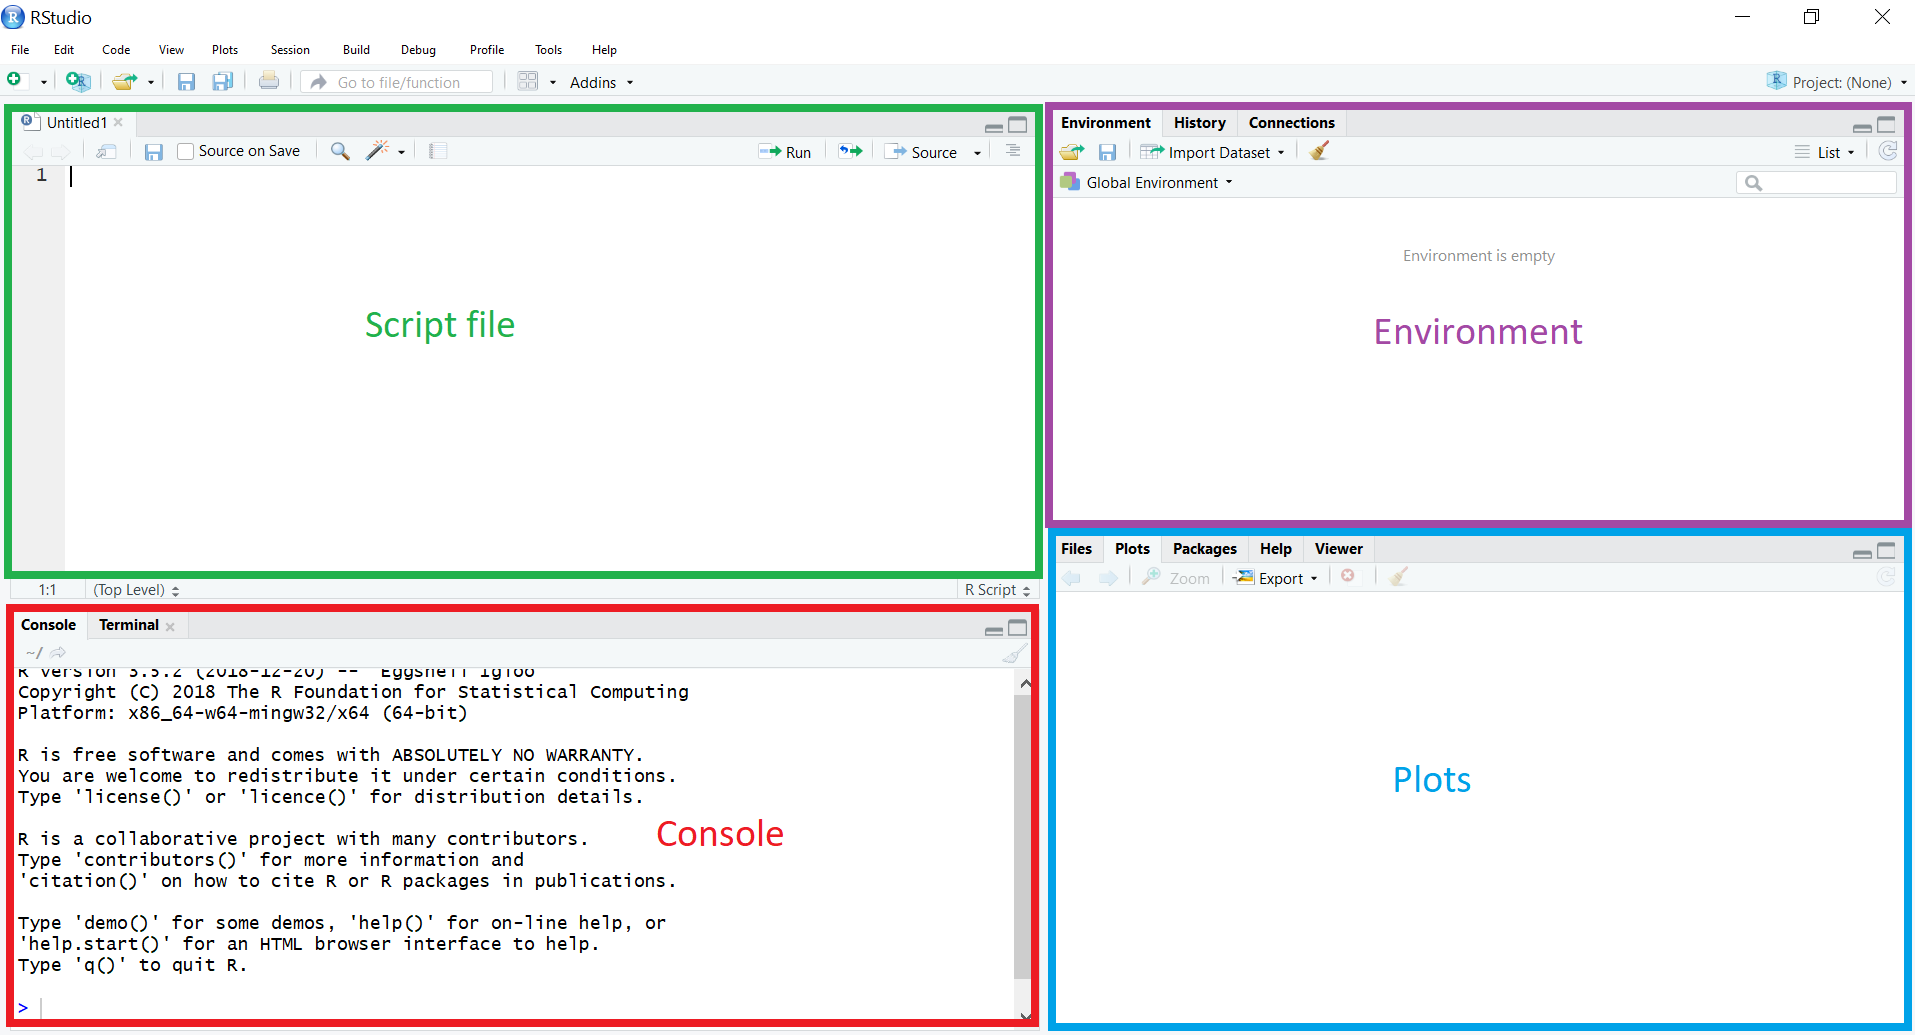 RStudio
File Edit Code View Plots Session Build Debug Profile Tools Help
Go to file/function Addins Project: (None)
Untitled1
Source on Save Run Source
1
Script file
1:1 (Top Level) R Script
Console Terminal
~/
R version 3.5.2 (2018-12-20) -- "Eggshell Igloo"
Copyright (C) 2018 The R Foundation for Statistical Computing
Platform: x86_64-w64-mingw32/x64 (64-bit)
R is free software and comes with ABSOLUTELY NO WARRANTY.
You are welcome to redistribute it under certain conditions.
Type 'license()' or 'licence()' for distribution details.
R is a collaborative project with many contributors.
Type 'contributors()' for more information and
'citation()' on how to cite R or R packages in publications.
Type 'demo()' for some demos, 'help()' for on-line help, or
'help.start()' for an HTML browser interface to help.
Type 'q()' to quit R.
>
Console
Environment History Connections
Import Dataset List
Global Environment
Environment is empty
Environment
Files Plots Packages Help Viewer
Zoom Export
Plots